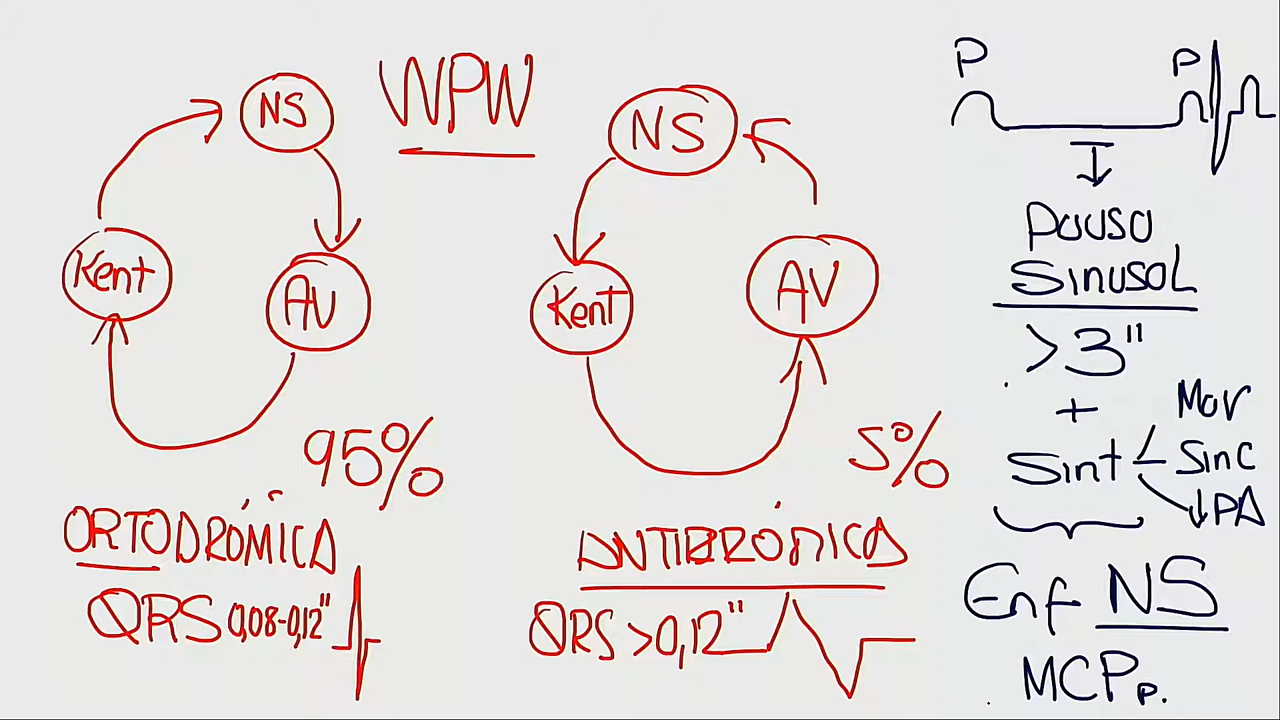 WPW
NS
Kent
AV
95%
ORTODRÓMICA
QRS 0,08-0,12"
NS
Kent
AV
5%
ANTIDRÓMICA
QRS >0,12"
P
P
Pausa
Sinusal
>3"
+
Sint
Mar
Sinc
↓PA
Enf NS
MCPp.